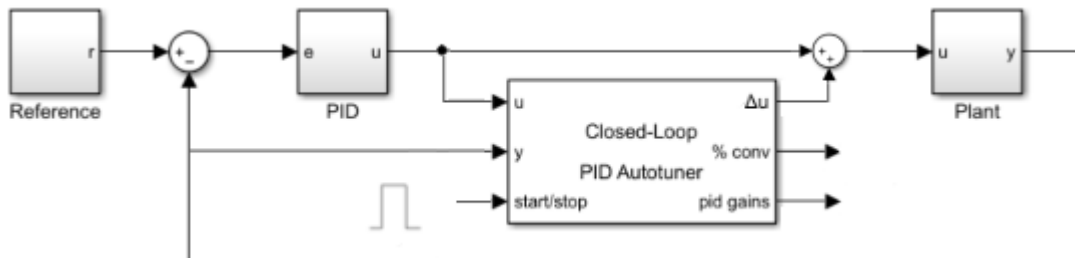 r
Reference
+
−
e
u
PID
u
y
start/stop
Closed-Loop
PID Autotuner
Δu
% conv
pid gains
+
+
u
y
Plant